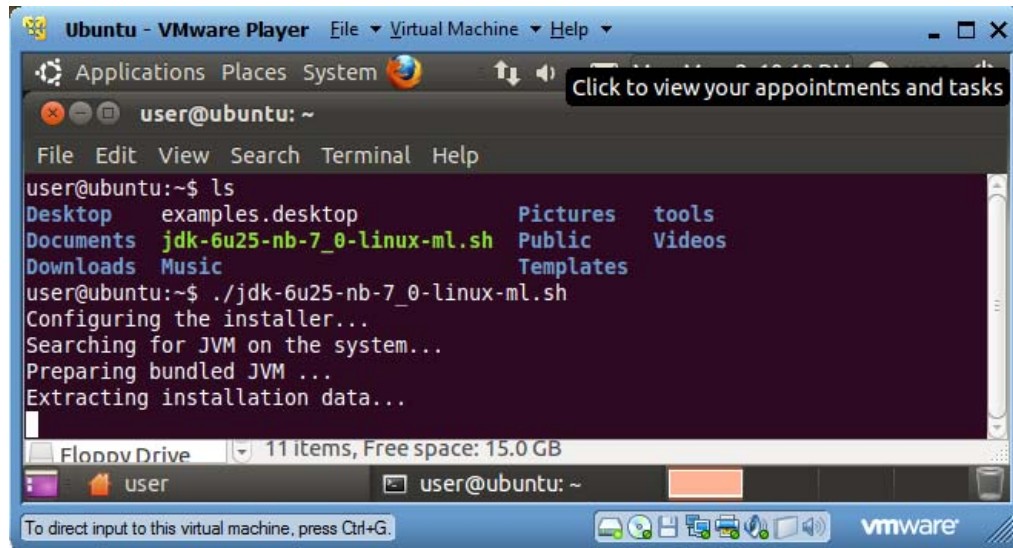 Ubuntu - VMware Player File Virtual Machine Help
Applications Places System
Click to view your appointments and tasks
user@ubuntu: ~
File Edit View Search Terminal Help
user@ubuntu:~$ ls
Desktop examples.desktop Pictures tools
Documents jdk-6u25-nb-7_0-linux-ml.sh Public Videos
Downloads Music Templates
user@ubuntu:~$ ./jdk-6u25-nb-7_0-linux-ml.sh
Configuring the installer...
Searching for JVM on the system...
Preparing bundled JVM ...
Extracting installation data...
Floppy Drive 11 items, Free space: 15.0 GB
user user@ubuntu: ~
To direct input to this virtual machine, press Ctrl+G. vmware